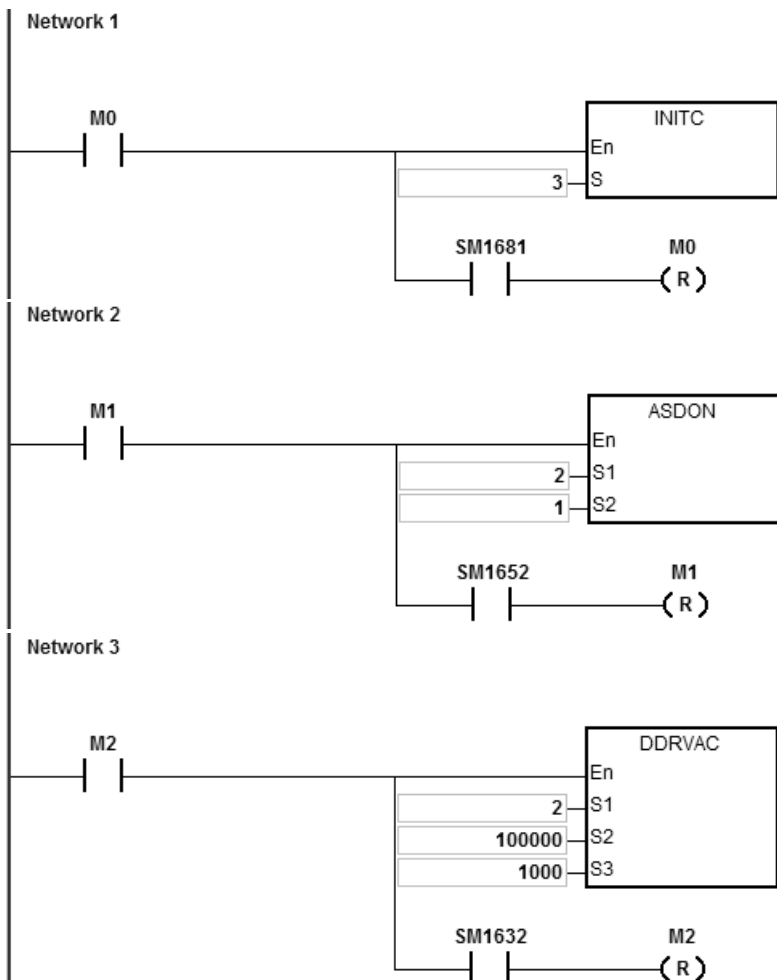 Network 1
M0
INITC
En
3 S
SM1681 M0
( R )
Network 2
M1
ASDON
En
2 S1
1 S2
SM1652 M1
( R )
Network 3
M2
DDRVAC
En
2 S1
100000 S2
1000 S3
SM1632 M2
( R )